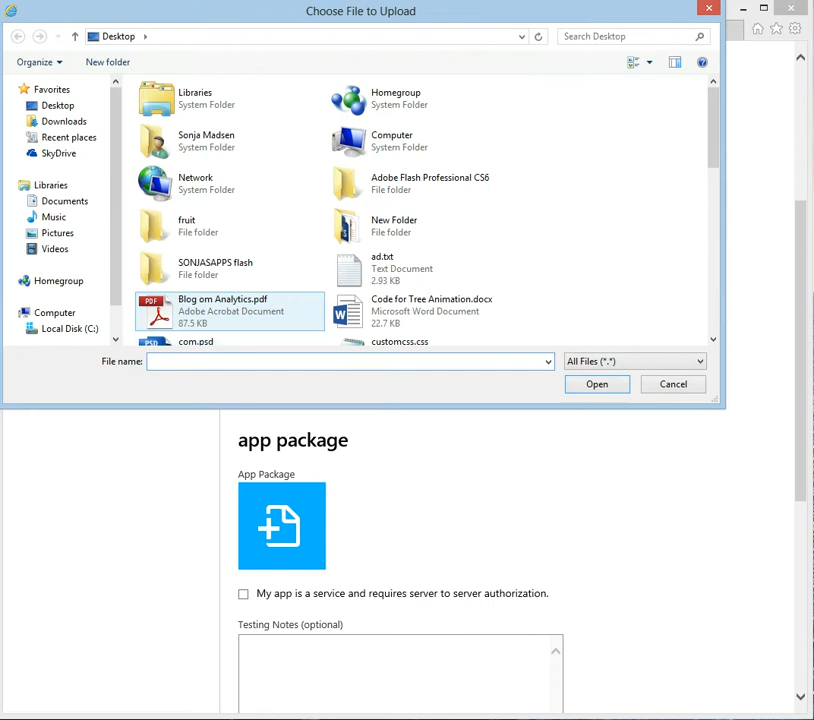 Choose File to Upload
Desktop
Search Desktop
Organize
New folder
Favorites
Desktop
Downloads
Recent places
SkyDrive
Libraries
Documents
Music
Pictures
Videos
Homegroup
Computer
Local Disk (C:)
Libraries
System Folder
Homegroup
System Folder
Sonja Madsen
System Folder
Computer
System Folder
Network
System Folder
Adobe Flash Professional CS6
File folder
fruit
File folder
New Folder
File folder
SONJASAPPS flash
File folder
ad.txt
Text Document
2.93 KB
PDF
Blog om Analytics.pdf
Adobe Acrobat Document
87.5 KB
Code for Tree Animation.docx
Microsoft Word Document
22.7 KB
PSD
com.psd
customcss.css
File name:
All Files (*.*)
Open
Cancel
app package
App Package
My app is a service and requires server to server authorization.
Testing Notes (optional)